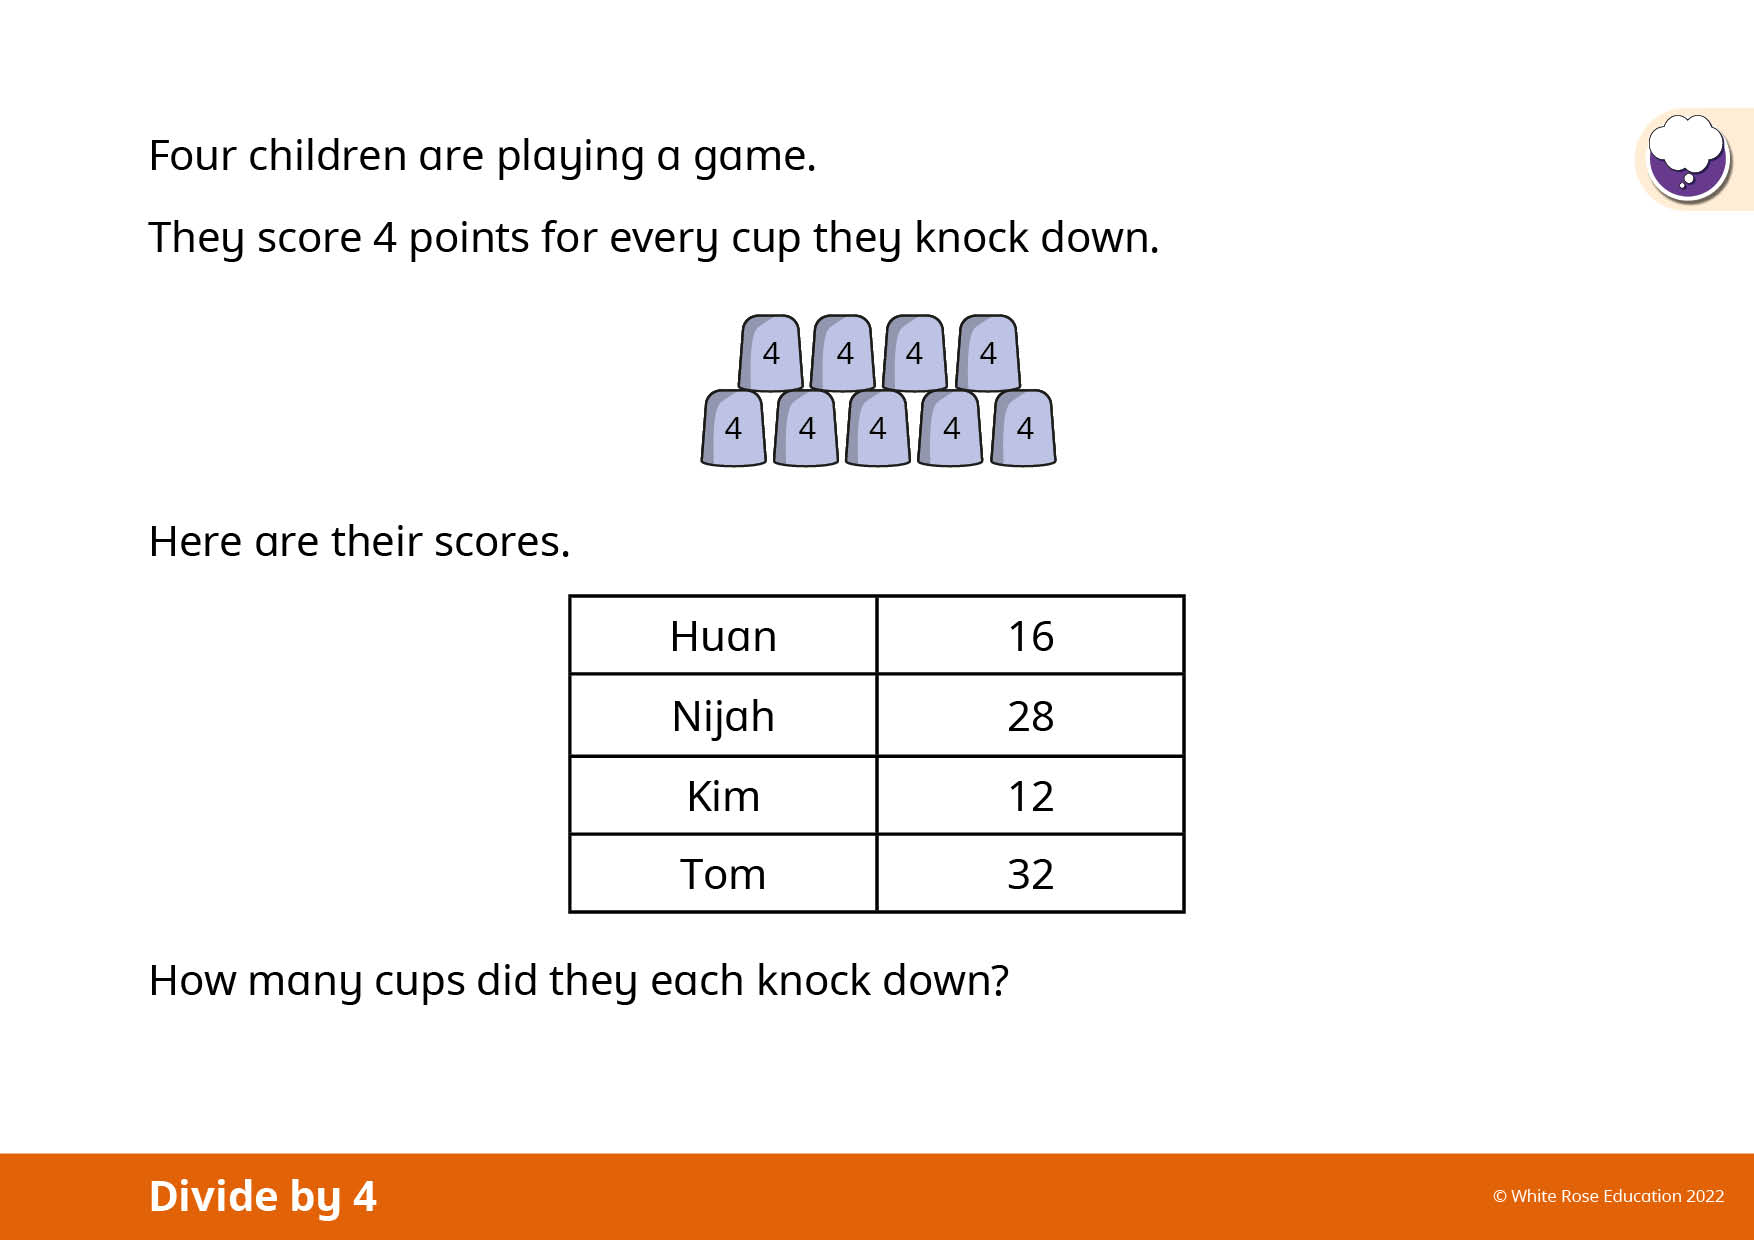 Four children are playing a game.
They score 4 points for every cup they knock down.
4 4 4 4
4 4 4 4 4
Here are their scores.
Huan 16
Nijah 28
Kim 12
Tom 32
How many cups did they each knock down?
Divide by 4
© White Rose Education 2022